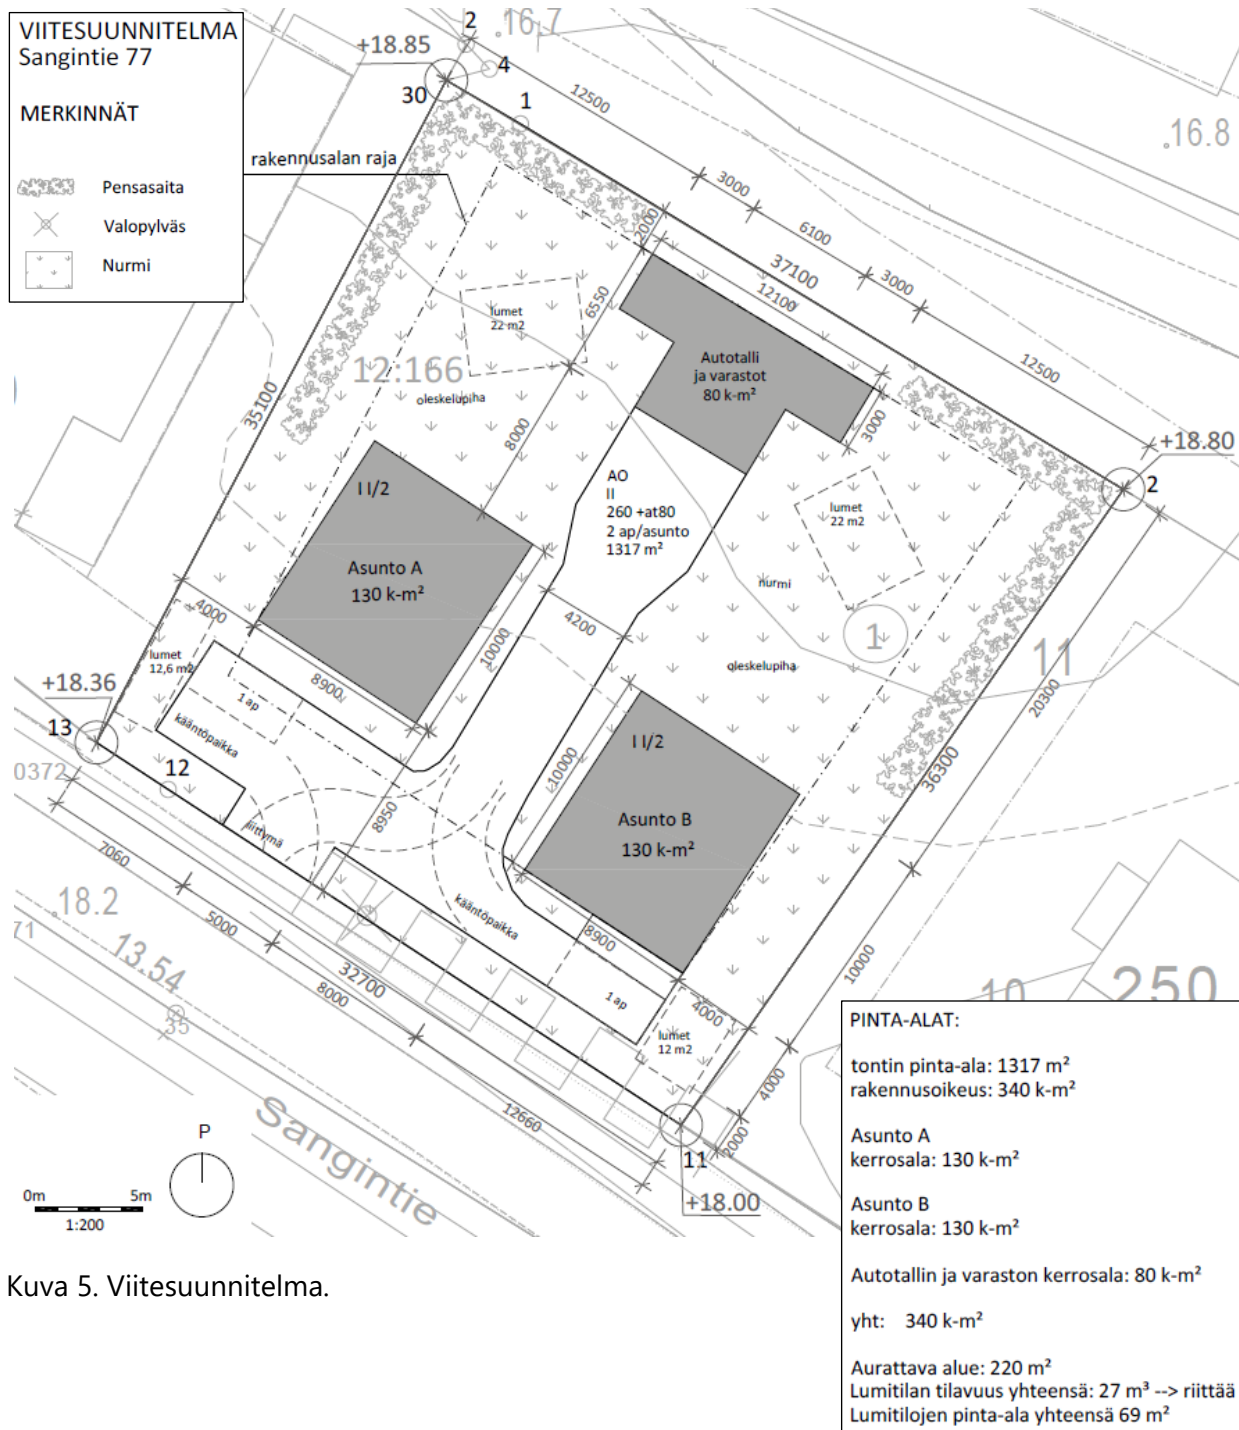 VIITESUUNNITELMA
Sangintie 77
MERKINNÄT
Pensasaita
Valopylväs
Nurmi
+18.85
2
.16.7
4
30
1
rakennusalan raja
12500
3000
6100
3000
12500
.16.8
2000
37100
12100
6550
lumet
22 m2
12:166
oleskelupiha
35100
8000
Autotalli
ja varastot
80 k-m²
3000
+18.80
2
I I/2
AO
II
260 +at80
2 ap/asunto
1317 m²
lumet
22 m2
Asunto A
130 k-m²
nurmi
1
4000
4200
10000
oleskelupiha
11
20300
lumet
12,6 m2
+18.36
8900
1 ap
kääntöpaikka
13
12
0372
I I/2
10000
36300
8950
liittymä
Asunto B
130 k-m²
7060
.18.2
71
5000
13.54
32700
8000
35
kääntöpaikka
8900
1 ap
4000
lumet
12 m2
10000
10
250
4000
2000
12660
11
+18.00
Sangintie
P
0m 5m
1:200
PINTA-ALAT:
tontin pinta-ala: 1317 m²
rakennusoikeus: 340 k-m²
Asunto A
kerrosala: 130 k-m²
Asunto B
kerrosala: 130 k-m²
Autotallin ja varaston kerrosala: 80 k-m²
yht: 340 k-m²
Aurattava alue: 220 m²
Lumitilan tilavuus yhteensä: 27 m³ --> riittää
Lumitilojen pinta-ala yhteensä 69 m²
Kuva 5. Viitesuunnitelma.